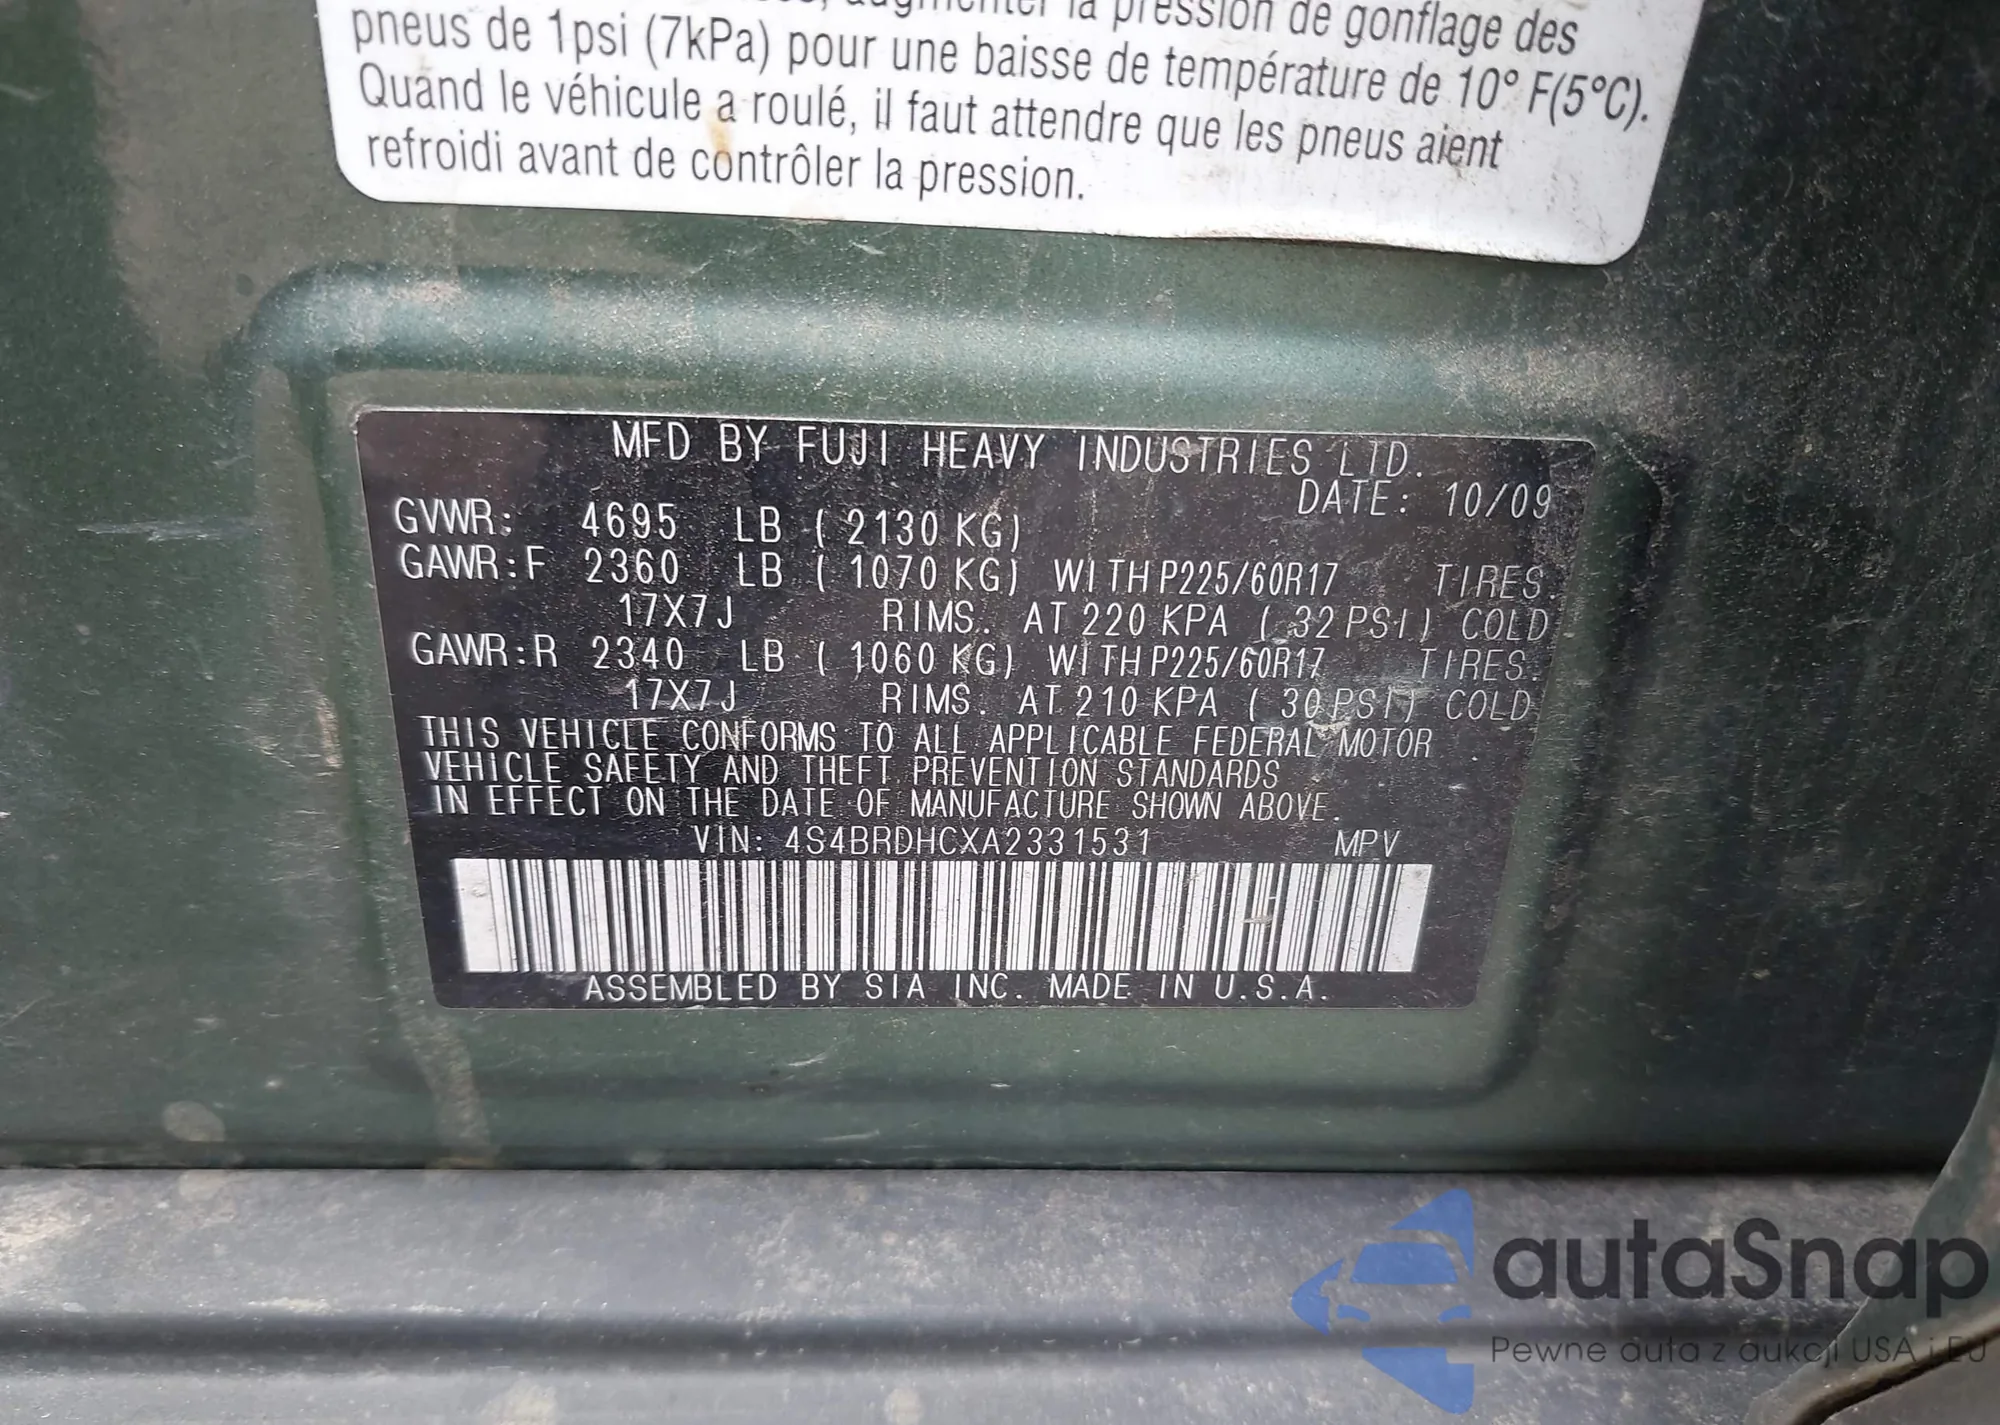 augmenter la pression de gonflage des
pneus de 1psi (7kPa) pour une baisse de température de 10° F(5°C).
Quand le véhicule a roulé, il faut attendre que les pneus aient
refroidi avant de contrôler la pression.
MFD BY FUJI HEAVY INDUSTRIES LTD.
DATE: 10/09
GVWR: 4695 LB ( 2130 KG)
GAWR:F 2360 LB ( 1070 KG) WITH P225/60R17 TIRES.
17X7J RIMS. AT 220 KPA ( 32 PSI) COLD
GAWR:R 2340 LB ( 1060 KG) WITH P225/60R17 TIRES.
17X7J RIMS. AT 210 KPA ( 30 PSI) COLD
THIS VEHICLE CONFORMS TO ALL APPLICABLE FEDERAL MOTOR
VEHICLE SAFETY AND THEFT PREVENTION STANDARDS
IN EFFECT ON THE DATE OF MANUFACTURE SHOWN ABOVE.
VIN: 4S4BRDHCXA2331531 MPV
ASSEMBLED BY SIA INC. MADE IN U.S.A.
autaSnap
Pewne auta z aukcji USA i EU